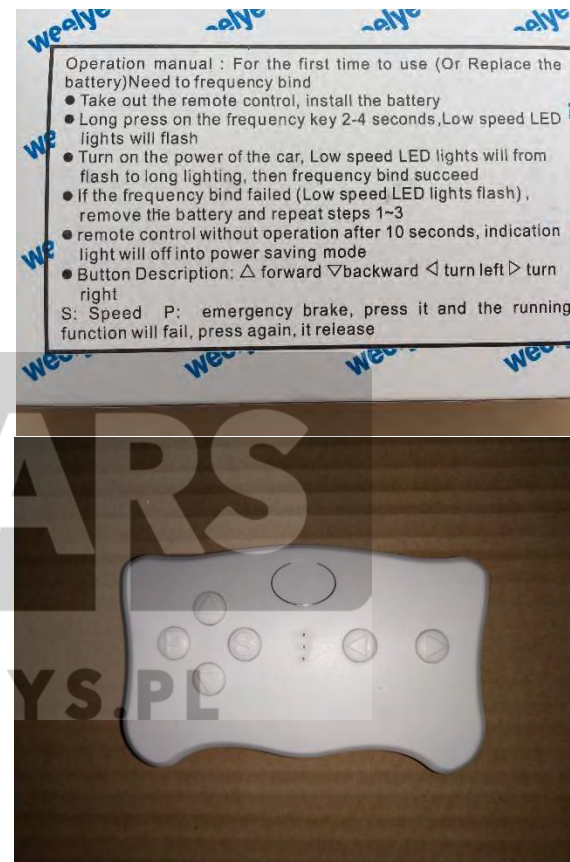 weelye
Operation manual : For the first time to use (Or Replace the
battery)Need to frequency bind
● Take out the remote control, install the battery
● Long press on the frequency key 2-4 seconds,Low speed LED
lights will flash
● Turn on the power of the car, Low speed LED lights will from
flash to long lighting, then frequency bind succeed
● If the frequency bind failed (Low speed LED lights flash) ,
remove the battery and repeat steps 1~3
● remote control without operation after 10 seconds, indication
light will off into power saving mode
● Button Description: △ forward ▽backward ◁ turn left ▷ turn
right
S: Speed P: emergency brake, press it and the running
function will fail, press again, it release
ARS
P S
YS.PL